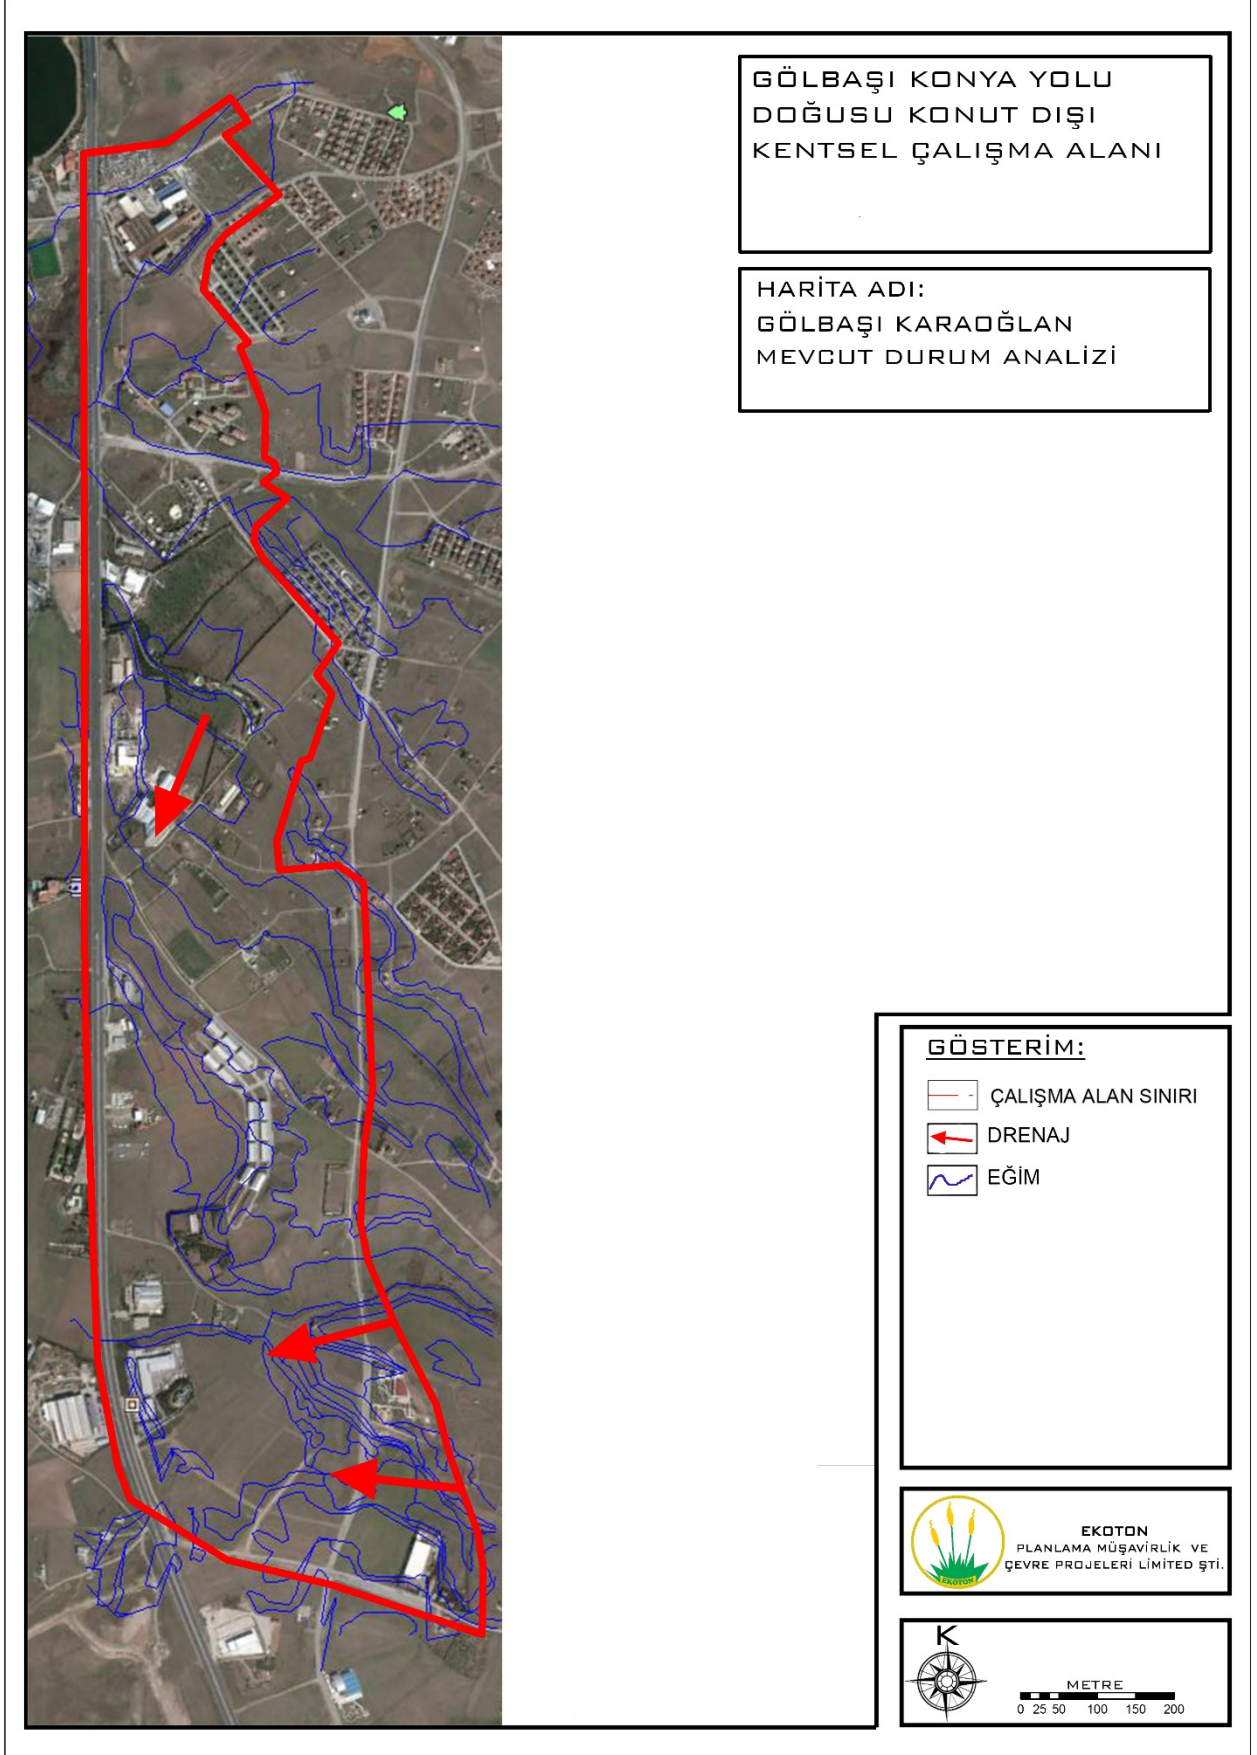 GÖLBAŞI KONYA YOLU
DOĞUSU KONUT DIŞI
KENTSEL ÇALIŞMA ALANI
HARİTA ADI:
GÖLBAŞI KARAOĞLAN
MEVCUT DURUM ANALİZİ
GÖSTERİM:
ÇALIŞMA ALAN SINIRI
DRENAJ
EĞİM
EKOTON
EKOTON
PLANLAMA MÜŞAVİRLİK VE
ÇEVRE PROJELERİ LİMİTED ŞTİ.
K
METRE
0 25 50 100 150 200